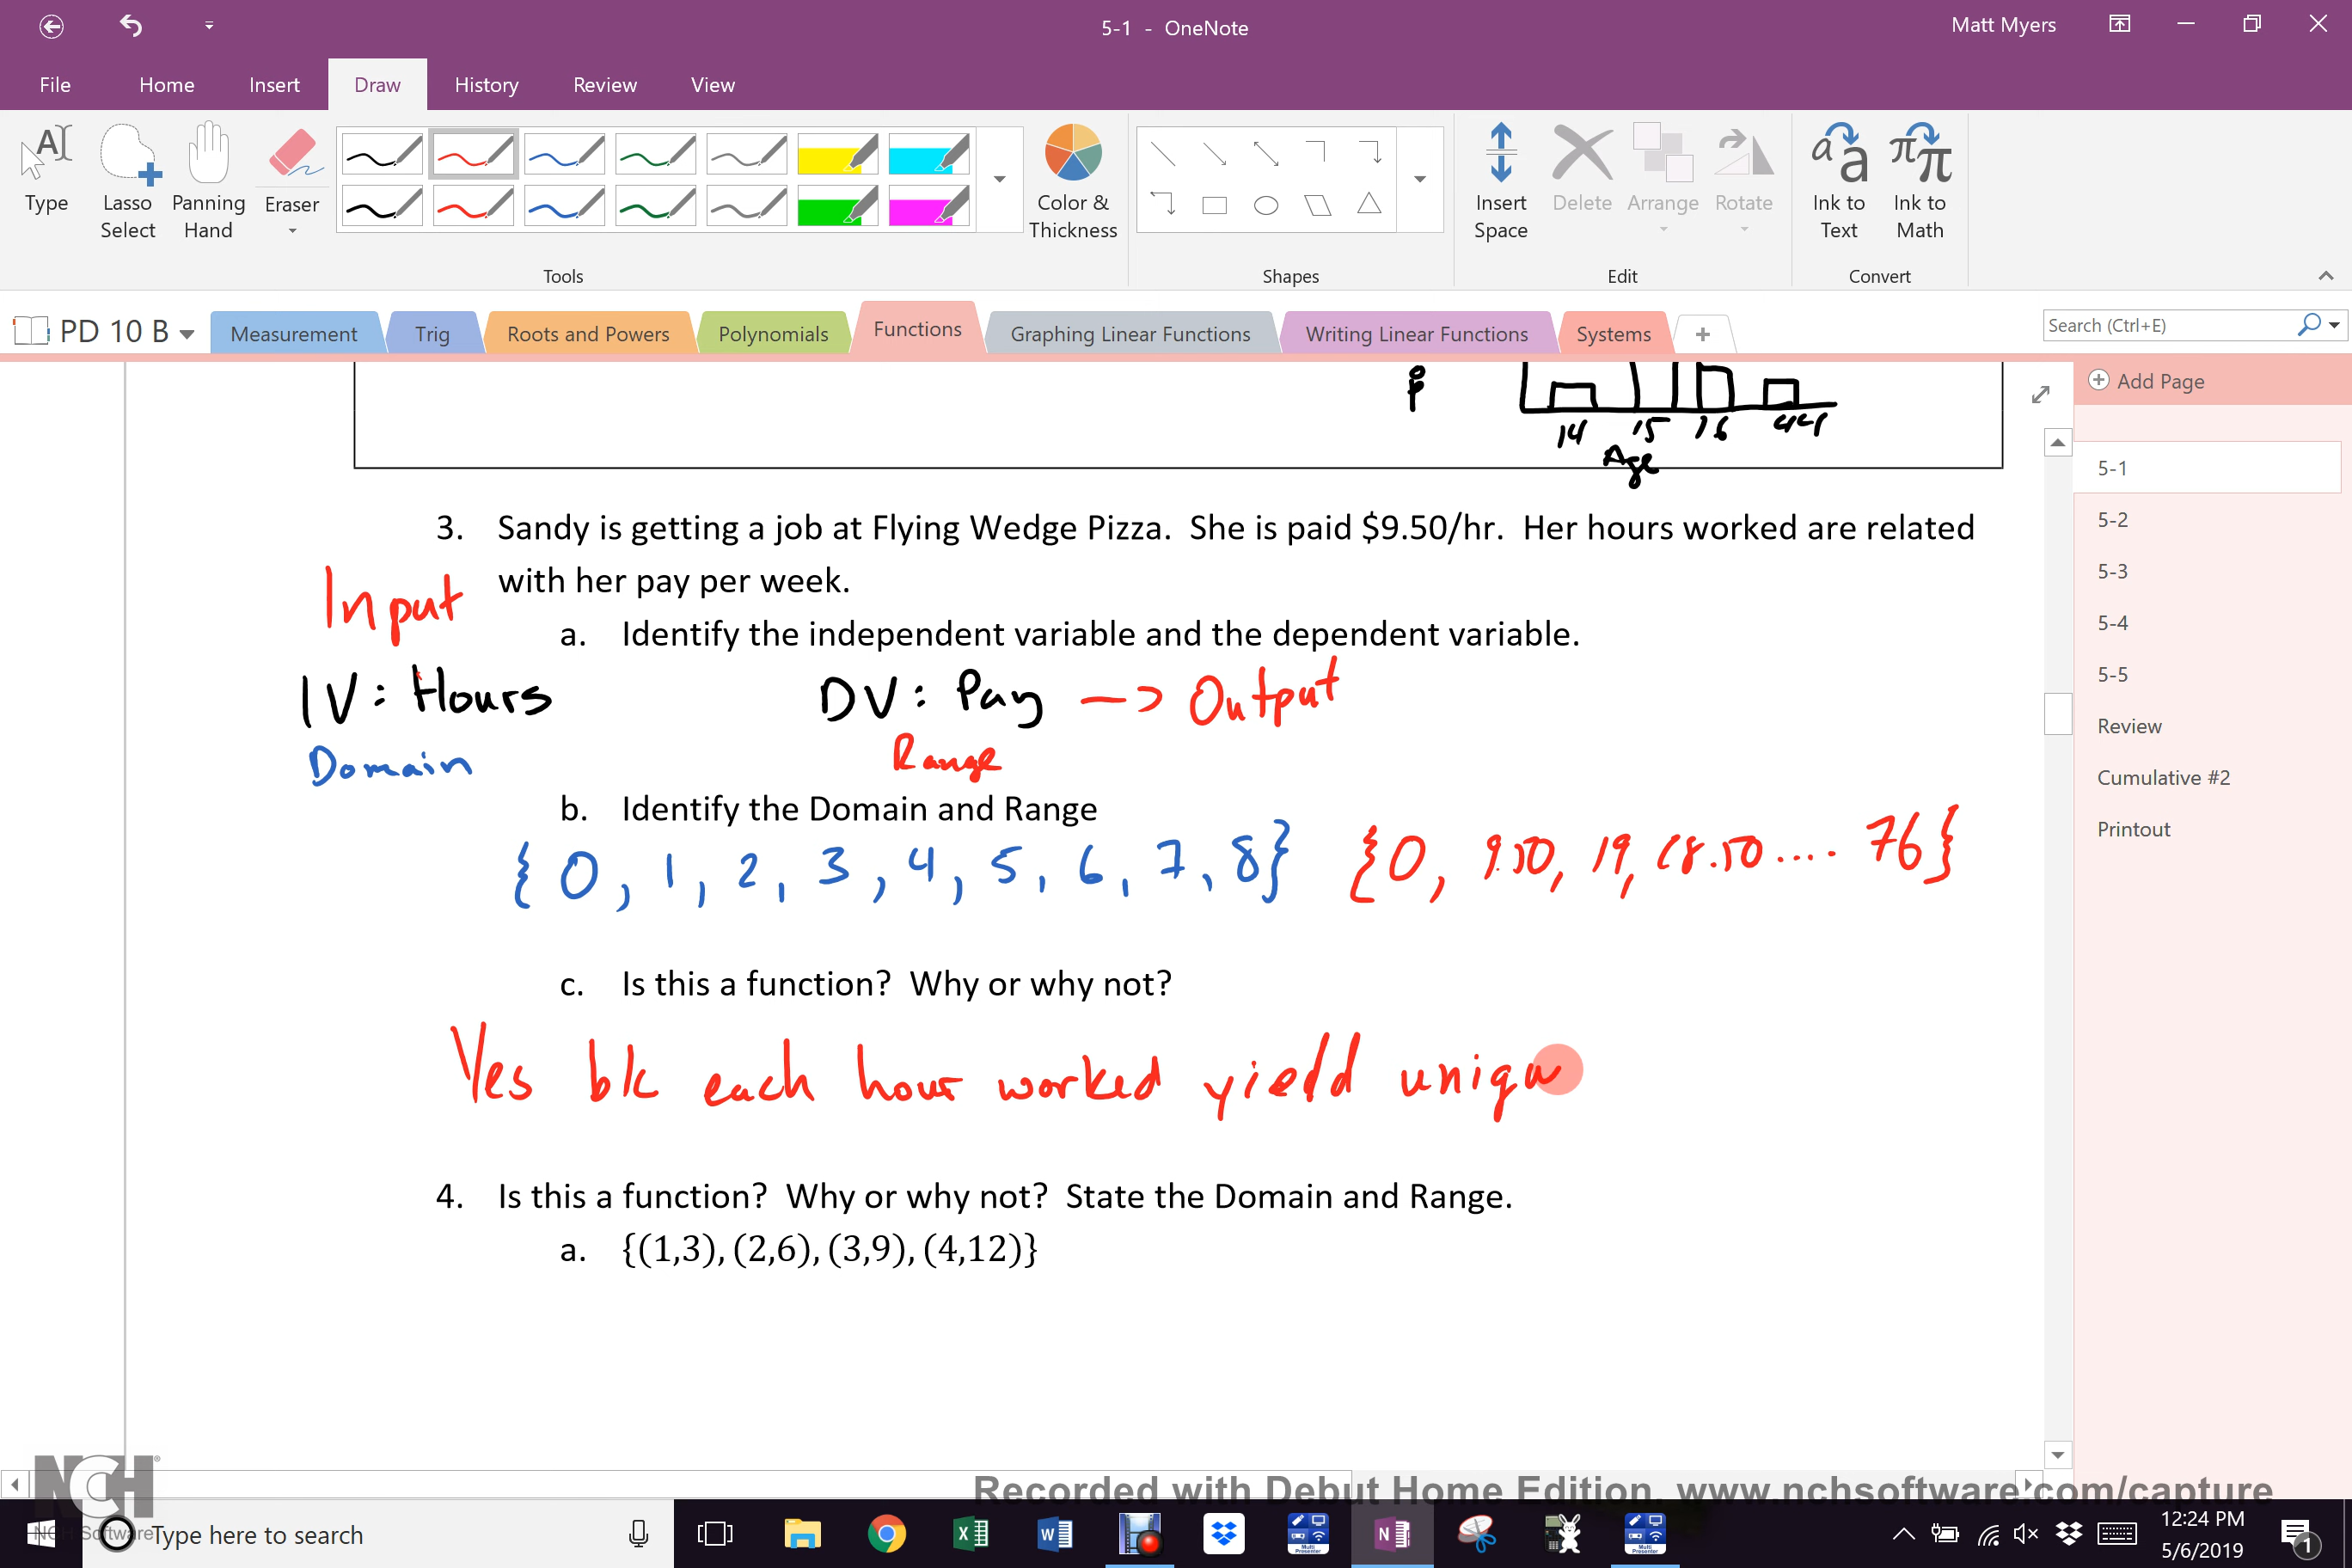 5-1 - OneNote
Matt Myers
File Home Insert Draw History Review View
Type
Lasso Select
Panning Hand
Eraser
Color & Thickness
Insert Space
Delete
Arrange
Rotate
Ink to Text
Ink to Math
Tools
Shapes
Edit
Convert
PD 10 B
Measurement Trig Roots and Powers Polynomials Functions Graphing Linear Functions Writing Linear Functions Systems +
Search (Ctrl+E)
Add Page
5-1
5-2
5-3
5-4
5-5
Review
Cumulative #2
Printout
14 15 16 44
Age
3. Sandy is getting a job at Flying Wedge Pizza. She is paid $9.50/hr. Her hours worked are related
with her pay per week.
Input
a. Identify the independent variable and the dependent variable.
IV: Hours DV: Pay --> Output
Domain Range
b. Identify the Domain and Range
{ 0, 1, 2, 3, 4, 5, 6, 7, 8} {0, 9.50, 19, 28.50 .... 76}
c. Is this a function? Why or why not?
Yes b/c each hour worked yield uniqu
4. Is this a function? Why or why not? State the Domain and Range.
a. {(1,3), (2,6), (3,9), (4,12)}
NCH®
NCH Software
Recorded with Debut Home Edition. www.nchsoftware.com/capture
Type here to search
12:24 PM
5/6/2019
1